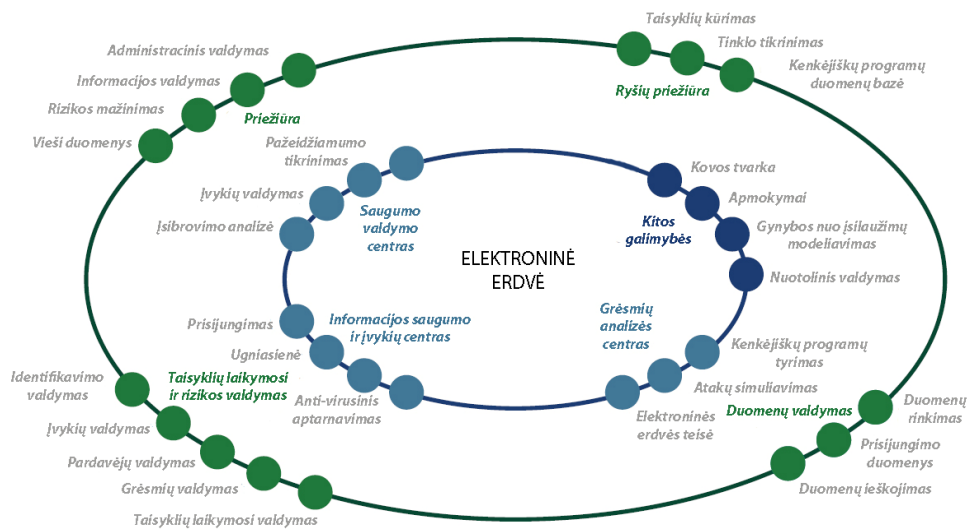 Taisyklių kūrimas
Tinklo tikrinimas
Kenkėjiškų programų
duomenų bazė
Ryšių priežiūra
Administracinis valdymas
Informacijos valdymas
Rizikos mažinimas
Vieši duomenys
Priežiūra
Pažeidžiamumo
tikrinimas
Įvykių valdymas
Įsibrovimo analizė
Saugumo
valdymo
centras
Kovos tvarka
Apmokymai
Gynybos nuo įsilaužimų
modeliavimas
Nuotolinis valdymas
Kitos
galimybės
ELEKTRONINĖ
ERDVĖ
Prisijungimas
Ugniasienė
Anti-virusinis
aptarnavimas
Informacijos saugumo
ir įvykių centras
Grėsmių
analizės
centras
Kenkėjiškų programų
tyrimas
Atakų simuliavimas
Elektroninės
erdvės teisė
Identifikavimo
valdymas
Įvykių valdymas
Pardavėjų valdymas
Grėsmių valdymas
Taisyklių laikymosi valdymas
Taisyklių laikymosi
ir rizikos valdymas
Duomenų valdymas
Duomenų
rinkimas
Prisijungimo
duomenys
Duomenų ieškojimas